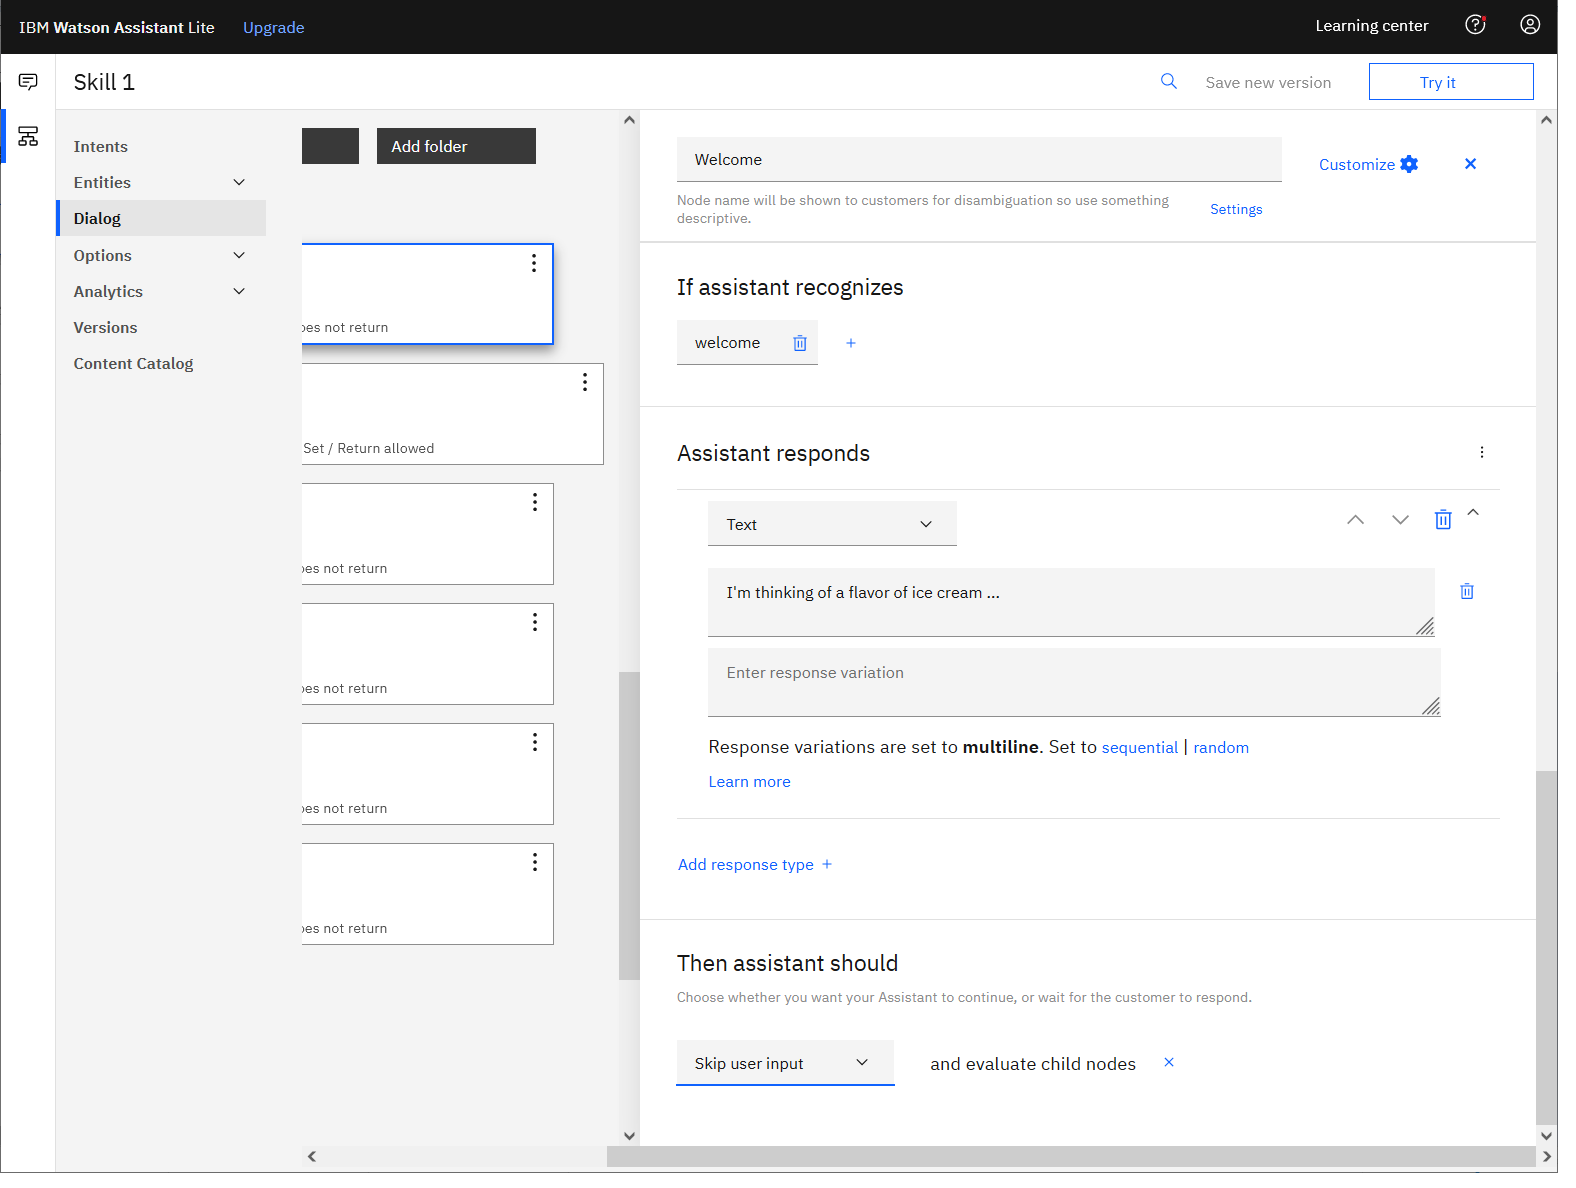 IBM Watson Assistant Lite
Upgrade
Learning center
Skill 1
Save new version
Try it
Intents
Entities
Dialog
Options
Analytics
Versions
Content Catalog
Add folder
oes not return
Set / Return allowed
oes not return
oes not return
oes not return
oes not return
Welcome
Customize
Node name will be shown to customers for disambiguation so use something
descriptive.
Settings
If assistant recognizes
welcome
Assistant responds
Text
I'm thinking of a flavor of ice cream ...
Enter response variation
Response variations are set to multiline. Set to sequential | random
Learn more
Add response type +
Then assistant should
Choose whether you want your Assistant to continue, or wait for the customer to respond.
Skip user input
and evaluate child nodes